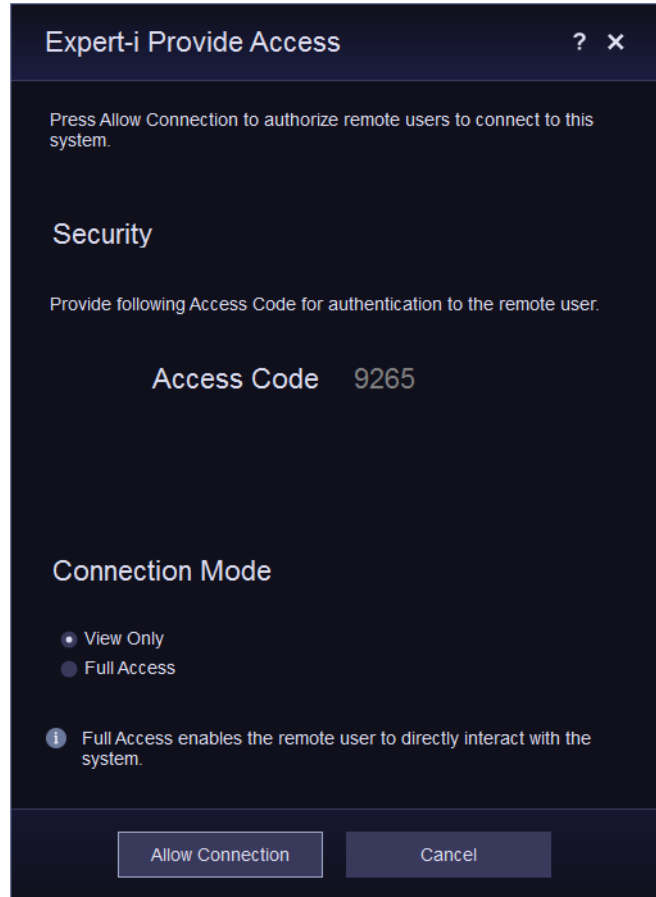 Expert-i Provide Access ? ×
Press Allow Connection to authorize remote users to connect to this
system.
Security
Provide following Access Code for authentication to the remote user.
Access Code 9265
Connection Mode
View Only
Full Access
i Full Access enables the remote user to directly interact with the
system.
Allow Connection Cancel